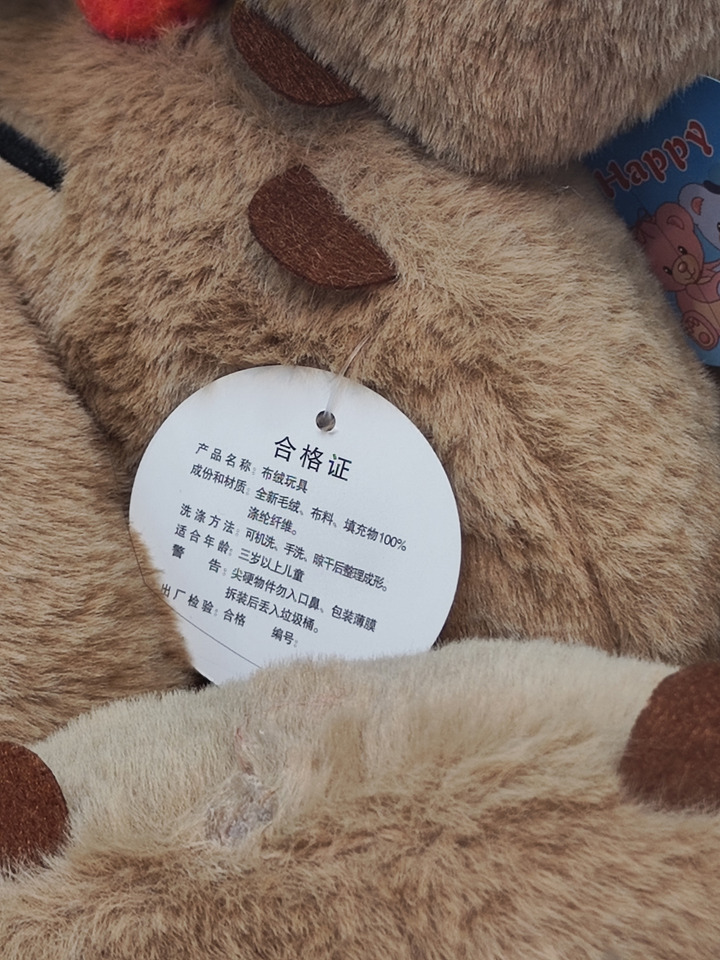 Happy
合格证
产品名称：布绒玩具
成份和材质：全新毛绒、布料、填充物100%
涤纶纤维。
洗涤方法：可机洗、手洗、晾干后整理成形。
适合年龄：三岁以上儿童
警告：尖硬物件勿入口鼻、包装薄膜
拆装后丢入垃圾桶。
出厂检验：合格 编号：